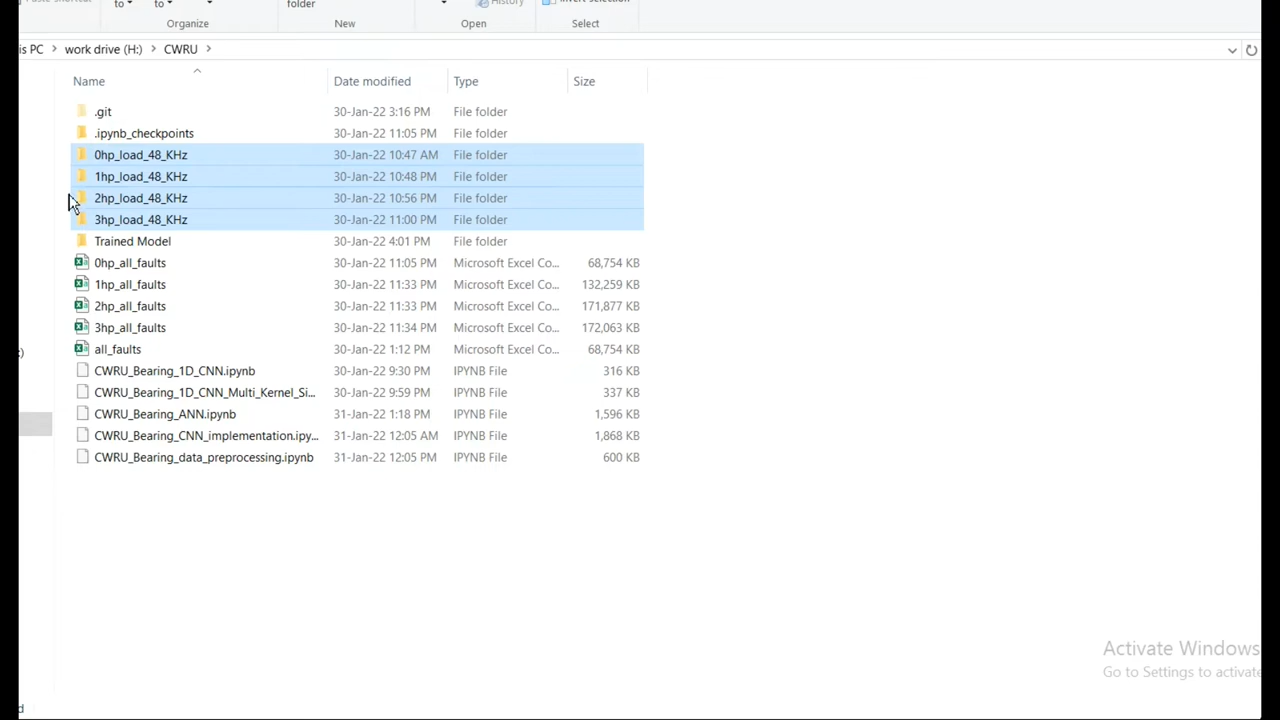 Paste shortcut to to folder History Invert selection
Organize New Open Select
is PC > work drive (H:) > CWRU >
Name Date modified Type Size
.git 30-Jan-22 3:16 PM File folder
.ipynb_checkpoints 30-Jan-22 11:05 PM File folder
0hp_load_48_KHz 30-Jan-22 10:47 AM File folder
1hp_load_48_KHz 30-Jan-22 10:48 PM File folder
2hp_load_48_KHz 30-Jan-22 10:56 PM File folder
3hp_load_48_KHz 30-Jan-22 11:00 PM File folder
Trained Model 30-Jan-22 4:01 PM File folder
0hp_all_faults 30-Jan-22 11:05 PM Microsoft Excel Co... 68,754 KB
1hp_all_faults 30-Jan-22 11:33 PM Microsoft Excel Co... 132,259 KB
2hp_all_faults 30-Jan-22 11:33 PM Microsoft Excel Co... 171,877 KB
3hp_all_faults 30-Jan-22 11:34 PM Microsoft Excel Co... 172,063 KB
:)
all_faults 30-Jan-22 1:12 PM Microsoft Excel Co... 68,754 KB
CWRU_Bearing_1D_CNN.ipynb 30-Jan-22 9:30 PM IPYNB File 316 KB
CWRU_Bearing_1D_CNN_Multi_Kernel_Si... 30-Jan-22 9:59 PM IPYNB File 337 KB
CWRU_Bearing_ANN.ipynb 31-Jan-22 1:18 PM IPYNB File 1,596 KB
CWRU_Bearing_CNN_implementation.ipy... 31-Jan-22 12:05 AM IPYNB File 1,868 KB
CWRU_Bearing_data_preprocessing.ipynb 31-Jan-22 12:05 PM IPYNB File 600 KB
Activate Windows
Go to Settings to activate
d